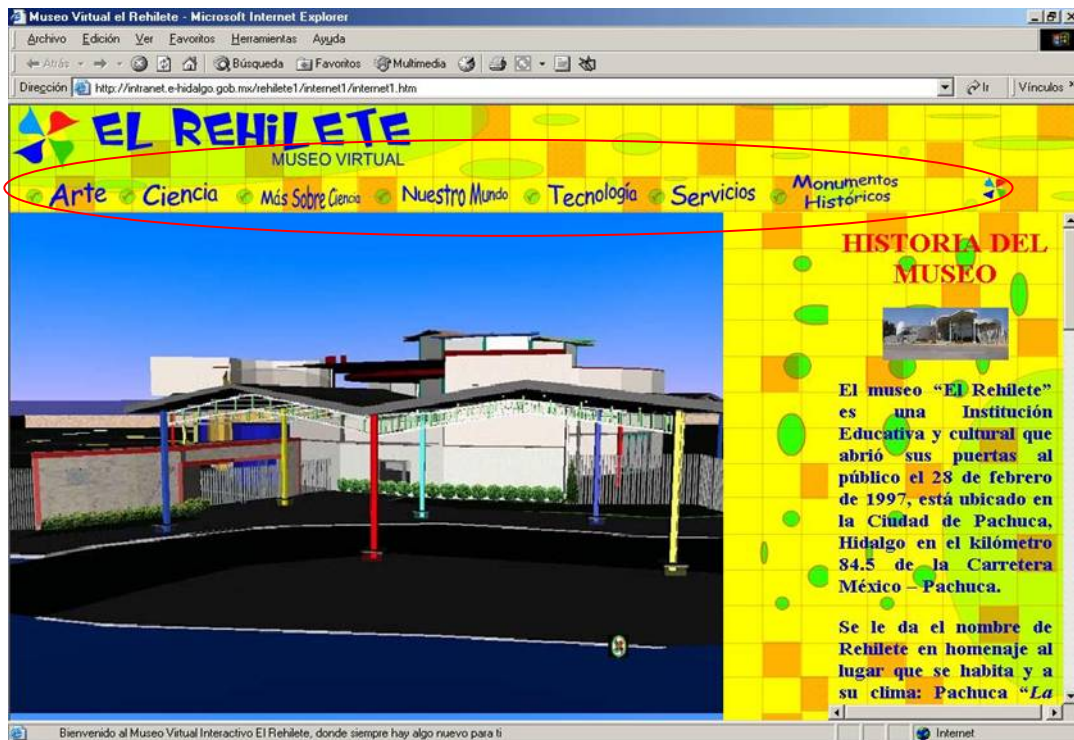 Museo Virtual el Rehilete - Microsoft Internet Explorer
Archivo Edición Ver Favoritos Herramientas Ayuda
Atrás Búsqueda Favoritos Multimedia
Dirección http://intranet.e-hidalgo.gob.mx/rehilete1/internet1/internet1.htm Ir Vínculos »
EL REHiLETE
MUSEO VIRTUAL
Arte Ciencia Más Sobre Ciencia Nuestro Mundo Tecnología Servicios Monumentos Históricos
HISTORIA DEL
MUSEO
El museo “El Rehilete”
es una Institución
Educativa y cultural que
abrió sus puertas al
público el 28 de febrero
de 1997, está ubicado en
la Ciudad de Pachuca,
Hidalgo en el kilómetro
84.5 de la Carretera
México – Pachuca.
Se le da el nombre de
Rehilete en homenaje al
lugar que se habita y a
su clima: Pachuca “La
Bienvenido al Museo Virtual Interactivo El Rehilete, donde siempre hay algo nuevo para ti Internet